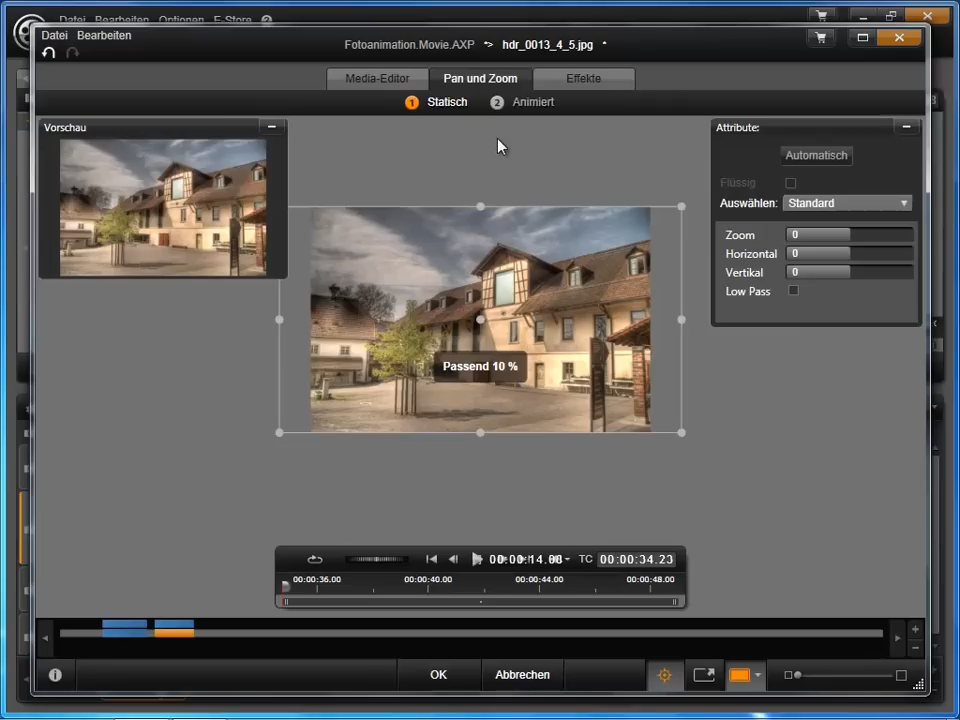 Datei Bearbeiten Optionen E-Store ?
Datei Bearbeiten
Fotoanimation.Movie.AXP hdr_0013_4_5.jpg
Media-Editor Pan und Zoom Effekte
1 Statisch 2 Animiert
Vorschau
Attribute:
Automatisch
Flüssig
Auswählen: Standard
Zoom 0
Horizontal 0
Vertikal 0
Low Pass
Passend 10 %
TC 00:00:34.23
00:00:36.00 00:00:40.00 00:00:44.00 00:00:48.00
OK Abbrechen